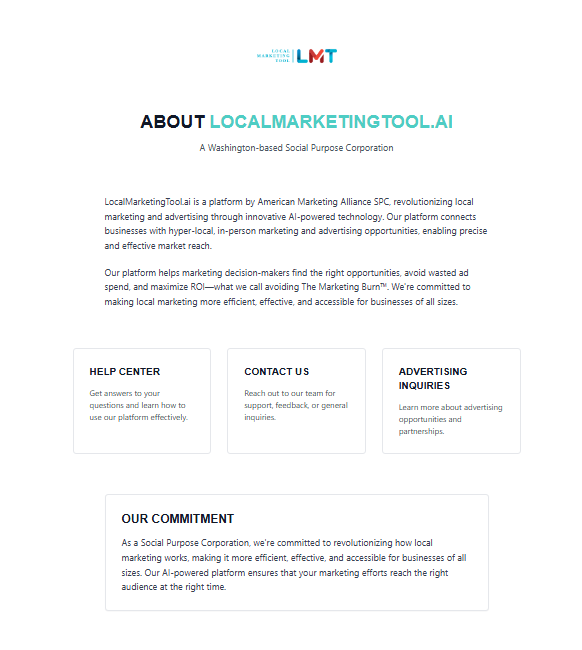 LOCAL
MARKETING
TOOL
LMT
ABOUT LOCALMARKETINGTOOL.AI
A Washington-based Social Purpose Corporation
LocalMarketingTool.ai is a platform by American Marketing Alliance SPC, revolutionizing local
marketing and advertising through innovative AI-powered technology. Our platform connects
businesses with hyper-local, in-person marketing and advertising opportunities, enabling precise
and effective market reach.
Our platform helps marketing decision-makers find the right opportunities, avoid wasted ad
spend, and maximize ROI—what we call avoiding The Marketing Burn™. We're committed to
making local marketing more efficient, effective, and accessible for businesses of all sizes.
HELP CENTER
Get answers to your
questions and learn how to
use our platform effectively.
CONTACT US
Reach out to our team for
support, feedback, or general
inquiries.
ADVERTISING
INQUIRIES
Learn more about advertising
opportunities and
partnerships.
OUR COMMITMENT
As a Social Purpose Corporation, we're committed to revolutionizing how local
marketing works, making it more efficient, effective, and accessible for businesses of all
sizes. Our AI-powered platform ensures that your marketing efforts reach the right
audience at the right time.